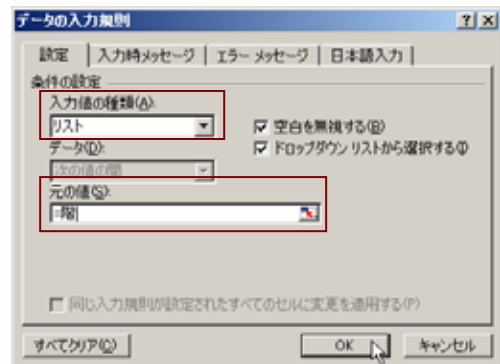 データの入力規則
設定 入力時メッセージ エラー メッセージ 日本語入力
条件の設定
入力値の種類(A):
リスト
空白を無視する(B)
データ(D):
ドロップダウン リストから選択する(I)
次の値の間
元の値(S):
=階
同じ入力規則が設定されたすべてのセルに変更を適用する(P)
すべてクリア(C) OK キャンセル